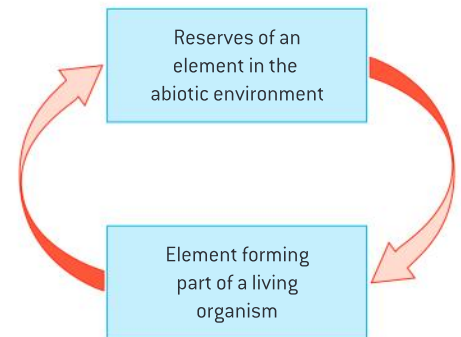 Reserves of an
element in the
abiotic environment
Element forming
part of a living
organism